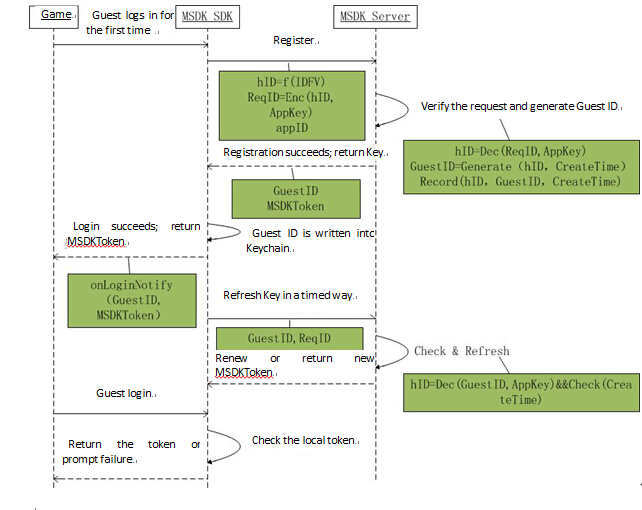 Game
MSDK SDK
MSDK Server
Guest logs in for
the first time .
Register.
hID=f(IDFV)
ReqID=Enc(hID,
AppKey)
appID
Verify the request and generate Guest ID.
hID=Dec(ReqID,AppKey)
GuestID=Generate (hID, CreateTime)
Record(hID, GuestID, CreateTime)
Registration succeeds; return Key.
GuestID
MSDKToken
Login succeeds; return
MSDKToken.
Guest ID is written into
Keychain.
onLoginNotify
(GuestID,
MSDKToken)
Refresh Key in a timed way.
GuestID,ReqID
Check & Refresh
Renew or return new
MSDKToken.
hID=Dec(GuestID,AppKey)&&Check(Crea
teTime)
Guest login.
Check the local token.
Return the token or
prompt failure.